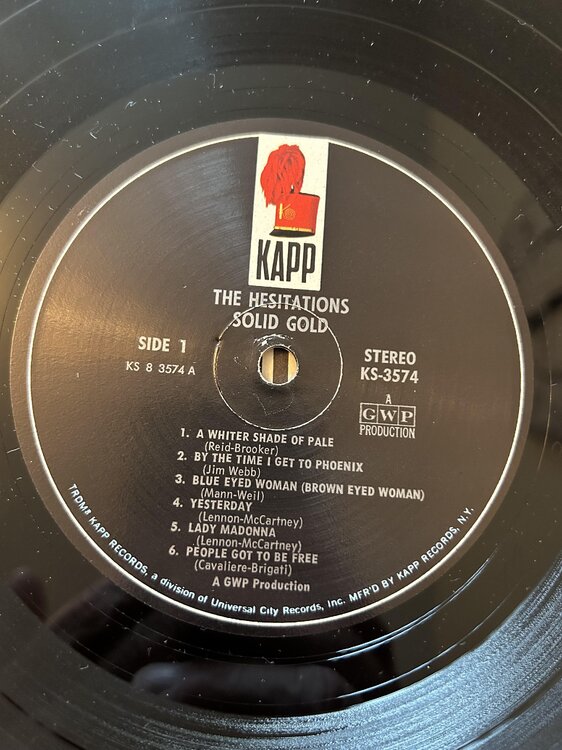 KAPP
THE HESITATIONS
SOLID GOLD
SIDE 1
KS 8 3574 A
STEREO
KS-3574
A
GWP
PRODUCTION
1. A WHITER SHADE OF PALE
(Reid-Brooker)
2. BY THE TIME I GET TO PHOENIX
(Jim Webb)
3. BLUE EYED WOMAN (BROWN EYED WOMAN)
(Mann-Weil)
4. YESTERDAY
(Lennon-McCartney)
5. LADY MADONNA
(Lennon-McCartney)
6. PEOPLE GOT TO BE FREE
(Cavaliere-Brigati)
A GWP Production
TRDM® KAPP RECORDS, a division of Universal City Records, Inc. MFR'D BY KAPP RECORDS, N.Y.